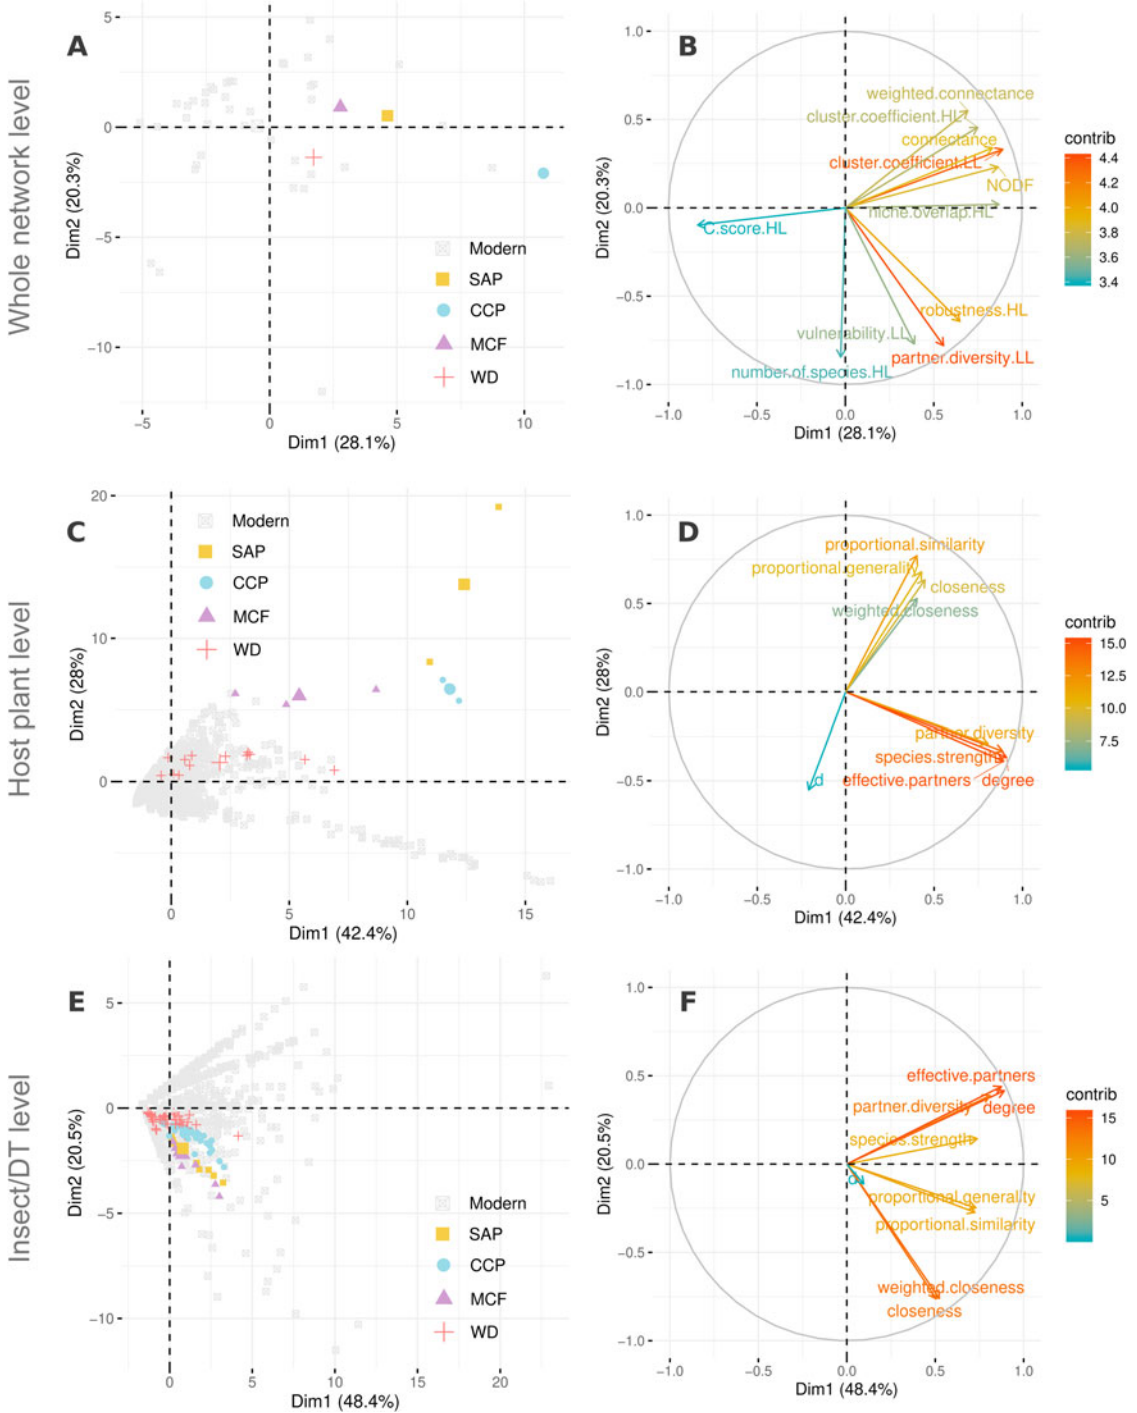 Whole network level
A
5
0
−5
−10
Dim2 (20.3%)
Modern
SAP
CCP
MCF
WD
−5
0
5
10
Dim1 (28.1%)
B
1.0
0.5
0.0
−0.5
−1.0
Dim2 (20.3%)
weighted.connectance
cluster.coefficient.HL
connectance
cluster.coefficient.LL
NODF
niche.overlap.HL
C.score.HL
robustness.HL
vulnerability.LL
partner.diversity.LL
number.of.species.HL
−1.0
−0.5
0.0
0.5
1.0
Dim1 (28.1%)
contrib
4.4
4.2
4.0
3.8
3.6
3.4
Host plant level
C
20
10
0
Dim2 (28%)
Modern
SAP
CCP
MCF
WD
0
5
10
15
Dim1 (42.4%)
D
1.0
0.5
0.0
−0.5
−1.0
Dim2 (28%)
proportional.similarity
proportional.generality
closeness
weighted.closeness
partner.diversity
species.strength
effective.partners
degree
d
−1.0
−0.5
0.0
0.5
1.0
Dim1 (42.4%)
contrib
15.0
12.5
10.0
7.5
Insect/DT level
E
5
0
−5
−10
Dim2 (20.5%)
Modern
SAP
CCP
MCF
WD
0
5
10
15
20
Dim1 (48.4%)
F
1.0
0.5
0.0
−0.5
−1.0
Dim2 (20.5%)
effective.partners
partner.diversity
degree
species.strength
d
proportional.generality
proportional.similarity
weighted.closeness
closeness
−1.0
−0.5
0.0
0.5
1.0
Dim1 (48.4%)
contrib
15
10
5